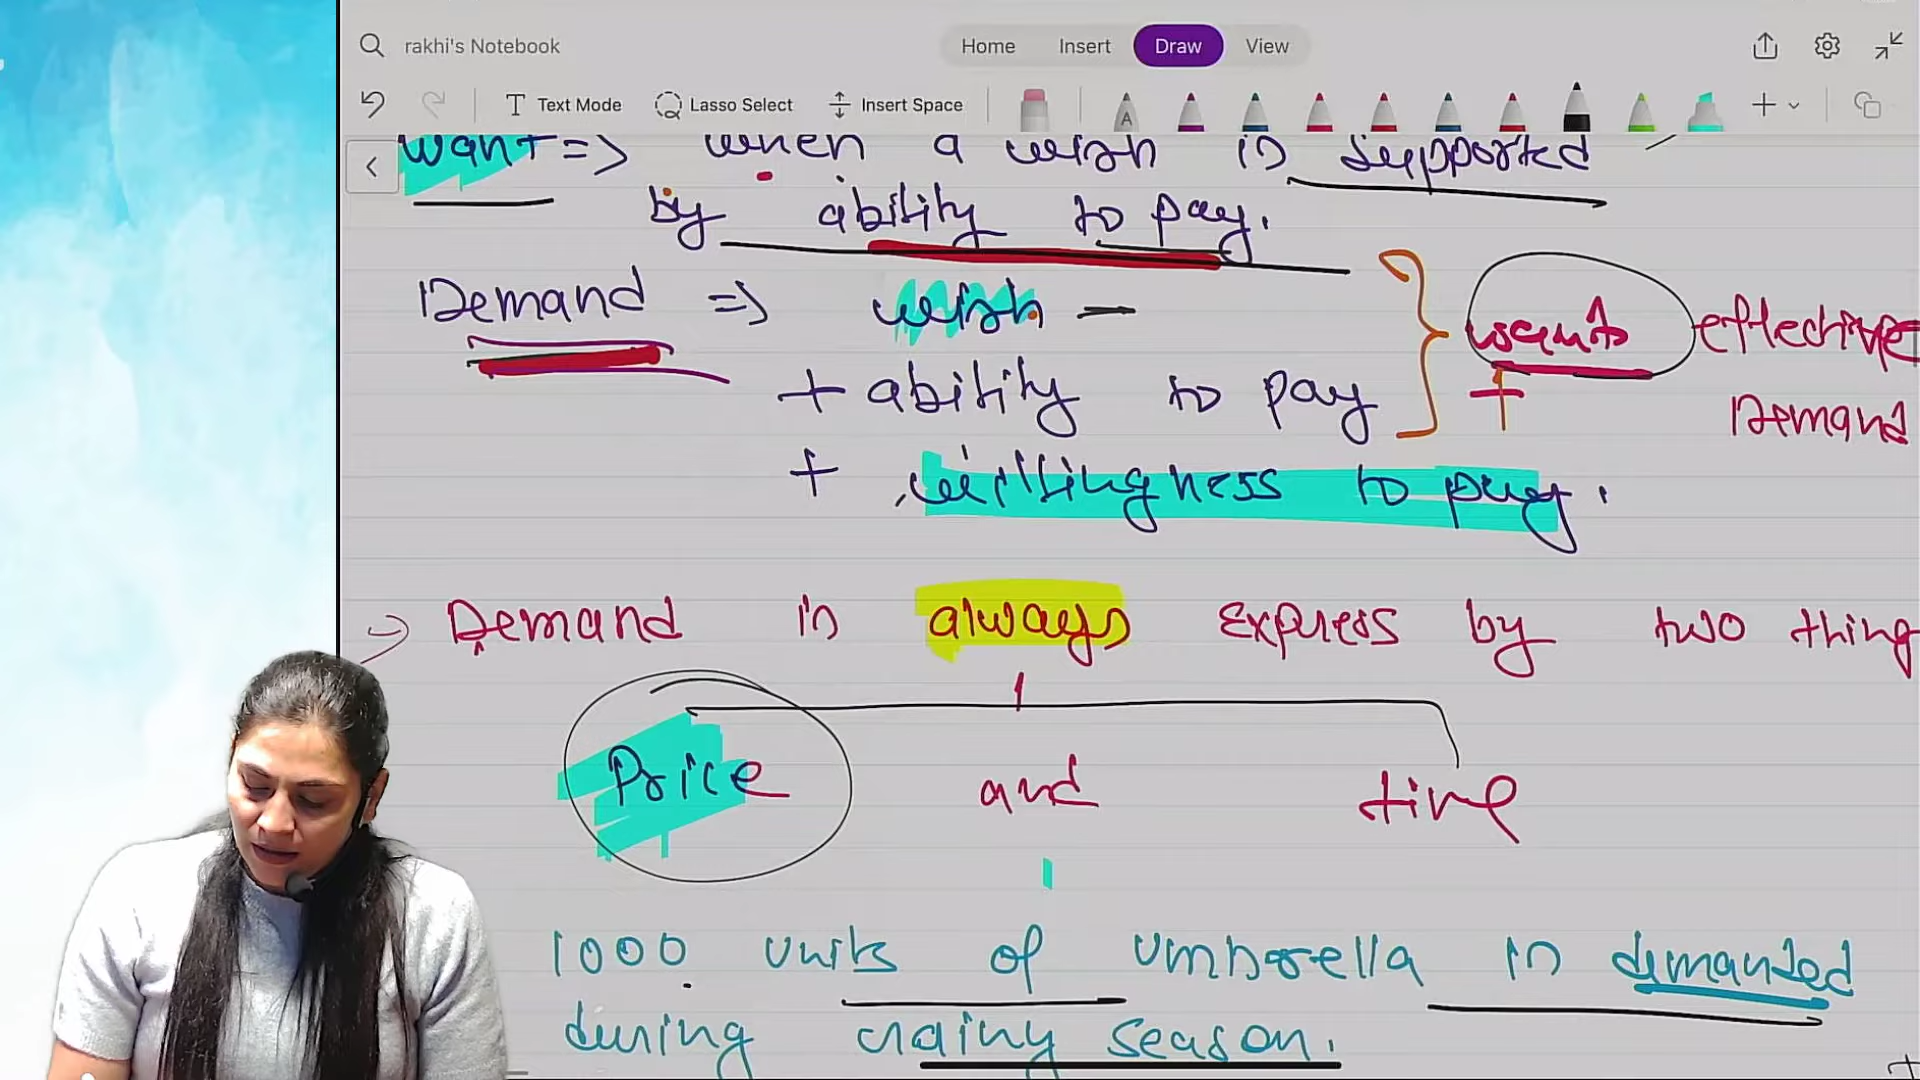 rakhi's Notebook
Home Insert Draw View
Text Mode Lasso Select Insert Space
Want => when a wish is supported
by ability to pay.
Demand => wish -
+ ability to pay
+ willingness to pay.
wants
+
effective
Demand
=> Demand is always express by two thing
Price and time
1000 units of umbrella is demanded
during rainy season.